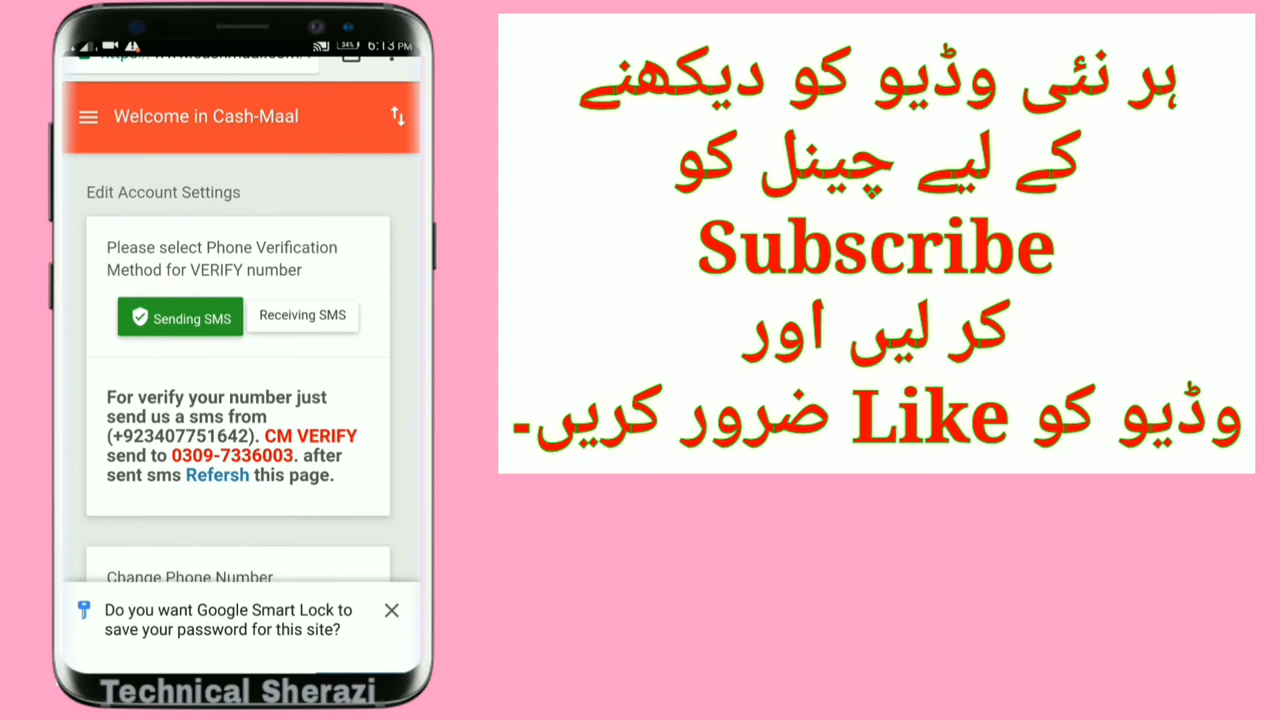 34% 6:13 PM
Welcome in Cash-Maal
Edit Account Settings
Please select Phone Verification
Method for VERIFY number
Sending SMS
Receiving SMS
For verify your number just
send us a sms from
(+923407751642). CM VERIFY
send to 0309-7336003. after
sent sms Refersh this page.
Change Phone Number
Do you want Google Smart Lock to
save your password for this site?
Technical Sherazi
ہر نئی وڈیو کو دیکھنے
کے لیے چینل کو
Subscribe
کر لیں اور
وڈیو کو Like ضرور کریں۔